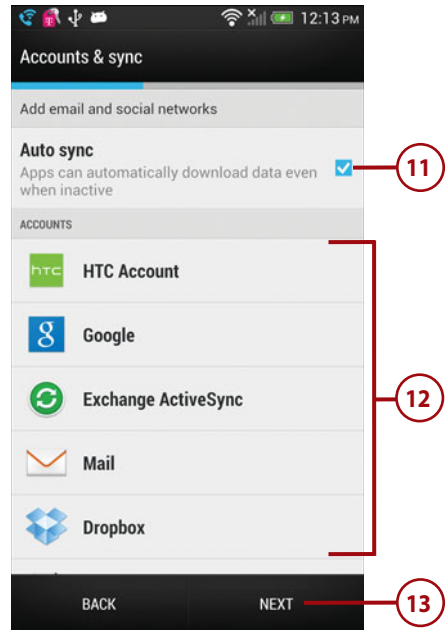 12:13 PM
Accounts & sync
Add email and social networks
Auto sync
Apps can automatically download data even
when inactive
11
ACCOUNTS
hTC HTC Account
8 Google
Exchange ActiveSync
12
Mail
Dropbox
BACK NEXT
13